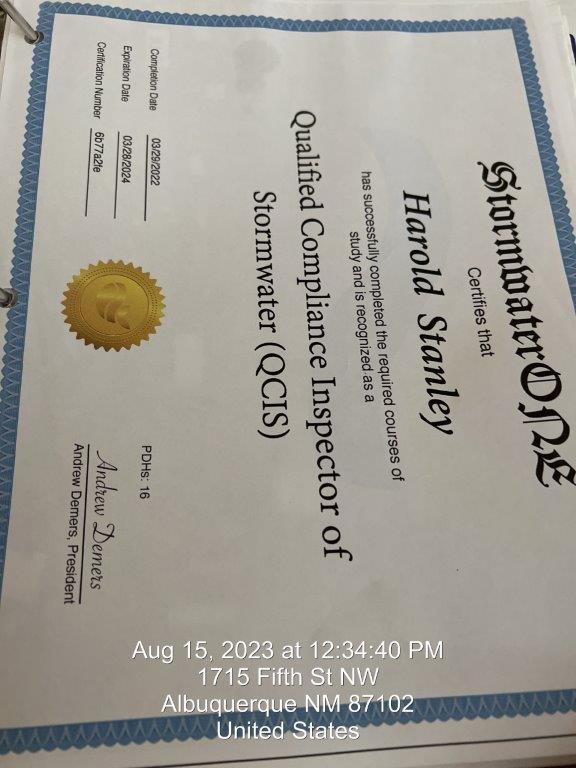 StormwaterONE
Certifies that
Harold Stanley
has successfully completed the required courses of
study and is recognized as a
Qualified Compliance Inspector of
Stormwater (QCIS)
Completion Date 03/29/2022
Expiration Date 03/28/2024
Certification Number 6b77a2fe
PDHs: 16
Andrew Demers
Andrew Demers, President
Aug 15, 2023 at 12:34:40 PM
1715 Fifth St NW
Albuquerque NM 87102
United States